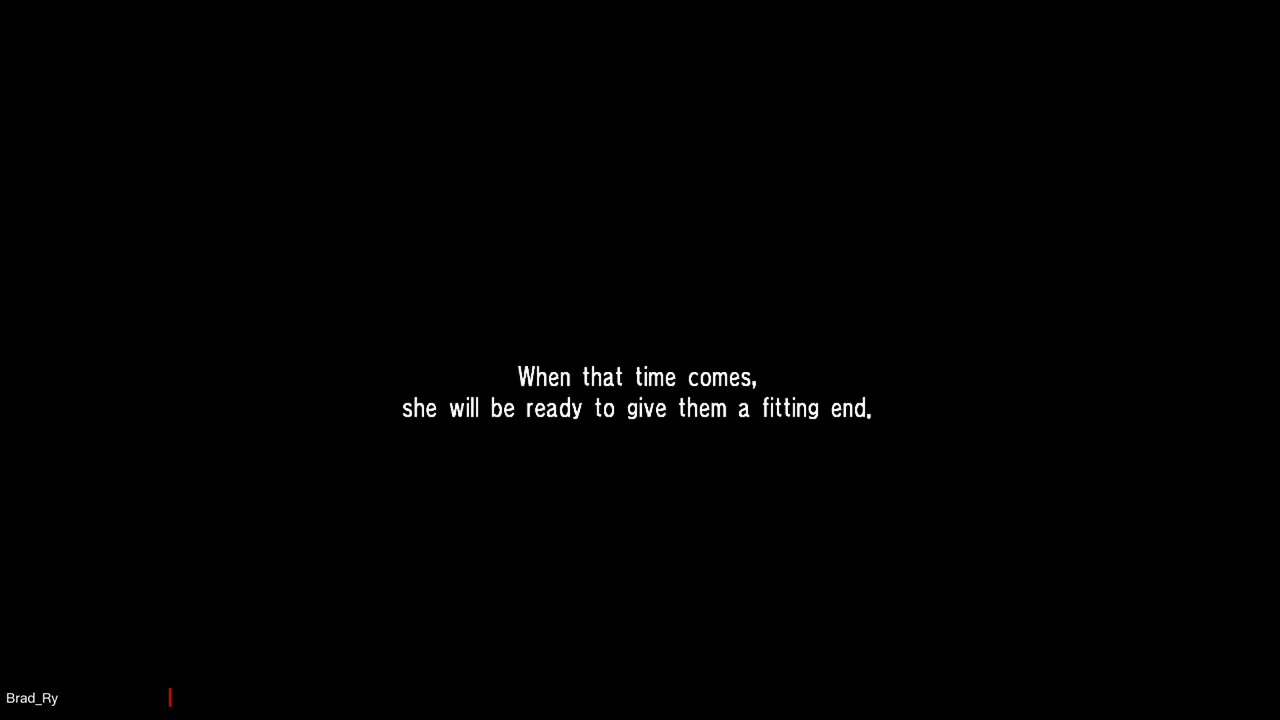 When that time comes,
she will be ready to give them a fitting end.
Brad_Ry